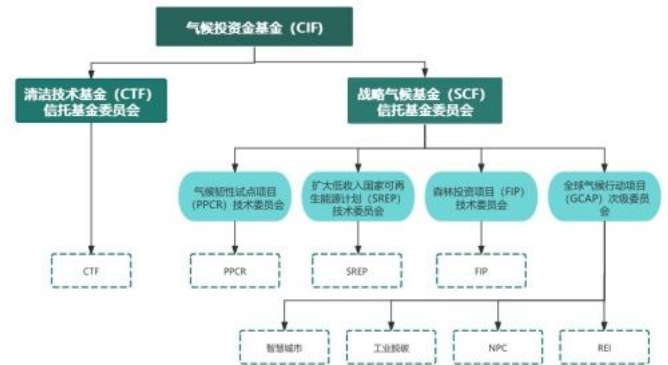 气候投资金基金（CIF)
清洁技术基金（CTF）
信托基金委员会
战略气候基金（SCF）
信托基金委员会
气候韧性试点项目
（PPCR）技术委员会
扩大低收入国家可再
生能源计划（SREP）
技术委员会
森林投资项目（FIP）
技术委员会
全球气候行动项目
（GCAP）次级委员
会
CTF
PPCR
SREP
FIP
智慧城市
工业脱碳
NPC
REI